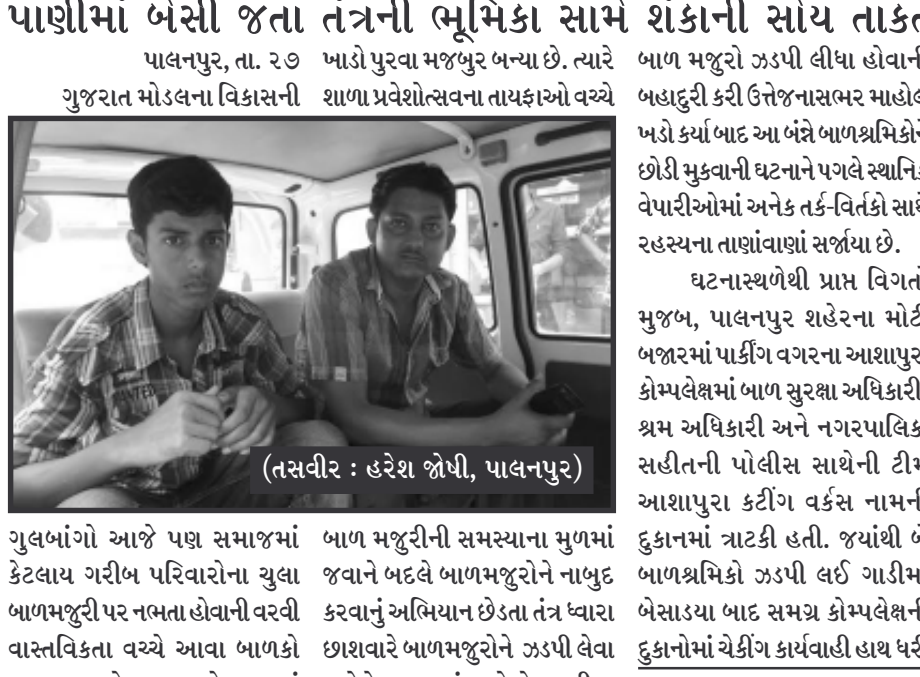 પાણીમાં બેસી જતા તંત્રની ભૂમિકા સામે શંકાની સોય
પાલનપુર, તા. ૨૭
ગુજરાત મોડલના વિકાસની
ગુલબાંગો આજે પણ સમાજમાં
કેટલાય ગરીબ પરિવારોના ચુલા
બાળમજુરી પર નભતા હોવાની વરવી
વાસ્તવિકતા વચ્ચે આવા બાળકો
ખાડો પુરવા મજબુર બન્યા છે. ત્યારે
શાળા પ્રવેશોત્સવના તાયફાઓ વચ્ચે
(તસવીર : હરેશ જોષી, પાલનપુર)
બાળ મજુરીની સમસ્યાના મુળમાં
જવાને બદલે બાળમજુરોને નાબુદ
કરવાનું અભિયાન છેડતા તંત્ર ધ્વારા
છાશવારે બાળમજુરોને ઝડપી લેવા
બાળ મજુરો ઝડપી લીધા હોવાની
બહાદુરી કરી ઉત્તેજનાસભર માહોલ
ખડો કર્યા બાદ આ બંન્ને બાળશ્રમિકોને
છોડી મુકવાની ઘટનાને પગલે સ્થાનિક
વેપારીઓમાં અનેક તર્ક-વિર્તકો સાથે
રહસ્યના તાણાંવાણાં સર્જાયા છે.
ઘટનાસ્થળેથી પ્રાપ્ત વિગતો
મુજબ, પાલનપુર શહેરના મોટી
બજારમાં પાર્કીંગ વગરના આશાપુરા
કોમ્પલેક્ષમાં બાળ સુરક્ષા અધિકારી,
શ્રમ અધિકારી અને નગરપાલિકા
સહીતની પોલીસ સાથેની ટીમ
આશાપુરા કટીંગ વર્કસ નામની
દુકાનમાં ત્રાટકી હતી. જયાંથી બે
બાળશ્રમિકો ઝડપી લઈ ગાડીમાં
બેસાડયા બાદ સમગ્ર કોમ્પલેક્ષની
દુકાનોમાં ચેકીંગ કાર્યવાહી હાથ ધરી